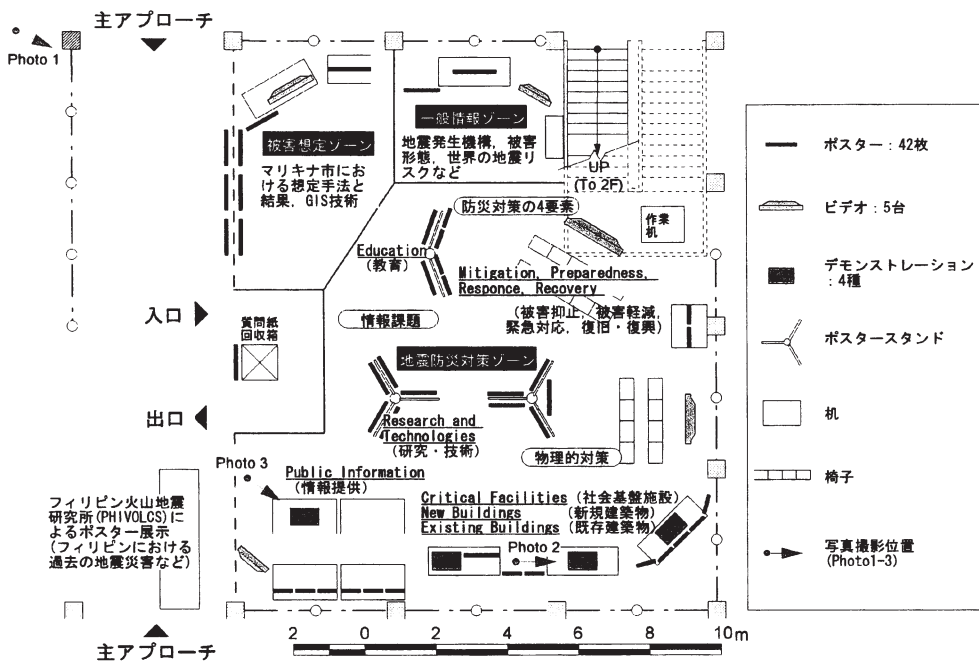 主アプローチ
Photo 1
被害想定ゾーン
マリキナ市にお
ける想定手法と
結果, GIS技術
一般情報ゾーン
地震発生機構, 被害
形態, 世界の地震リ
スクなど
UP
(To 2F)
作業
机
防災対策の4要素
Education
(教育)
Mitigation, Preparedness,
Responce, Recovery
(被害抑止, 被害軽減,
緊急対応, 復旧・復興)
入口
質問紙
回収箱
情報課題
地震防災対策ゾーン
出口
Research and
Technologies
(研究・技術)
物理的対策
Photo 3
Public Information
(情報提供)
Critical Facilities (社会基盤施設)
New Buildings (新規建築物)
Existing Buildings (既存建築物)
Photo 2
フィリピン火山地震
研究所(PHIVOLCS)に
よるポスター展示
(フィリピンにおける
過去の地震災害など)
主アプローチ
2 0 2 4 6 8 10m
ポスター : 42枚
ビデオ : 5台
デモンストレーション
: 4種
ポスタースタンド
机
椅子
写真撮影位置
(Photo1-3)